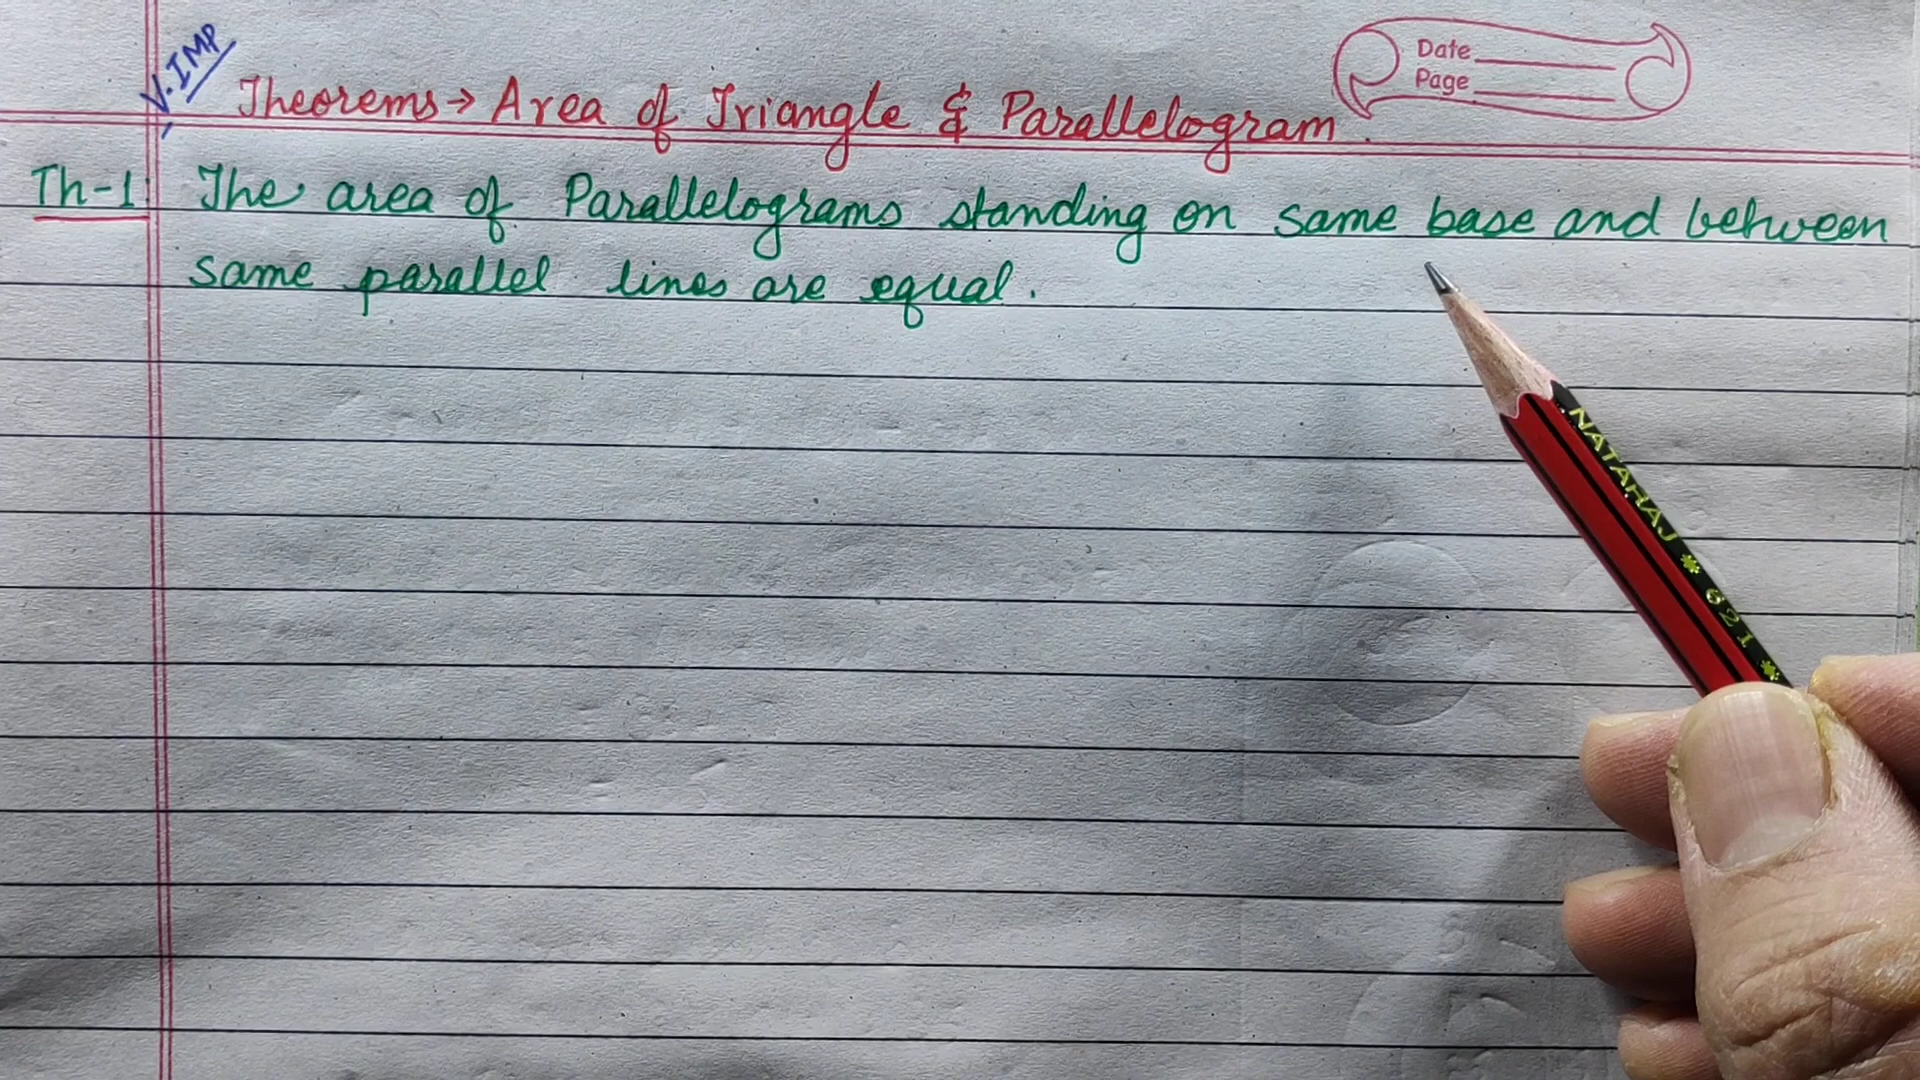 V.IMP
Date
Page
Theorems → Area of Triangle & Parallelogram.
Th-1: The area of Parallelograms standing on same base and between
same parallel lines are equal.
NATAHAJ * 621 *